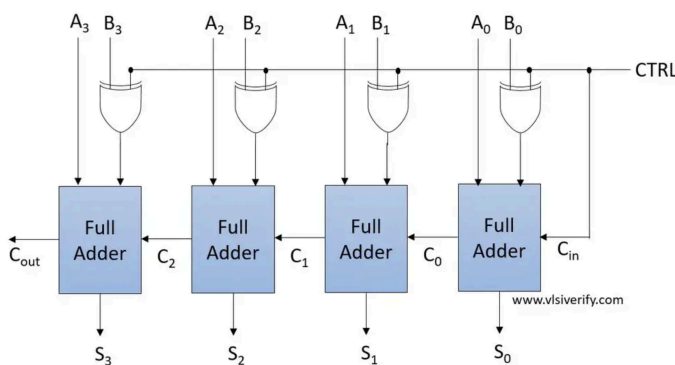 A3 B3 A2 B2 A1 B1 A0 B0
CTRL
Full Full Full Full
Adder Adder Adder Adder
Cout C2 C1 C0 Cin
www.vlsiverify.com
S3 S2 S1 S0